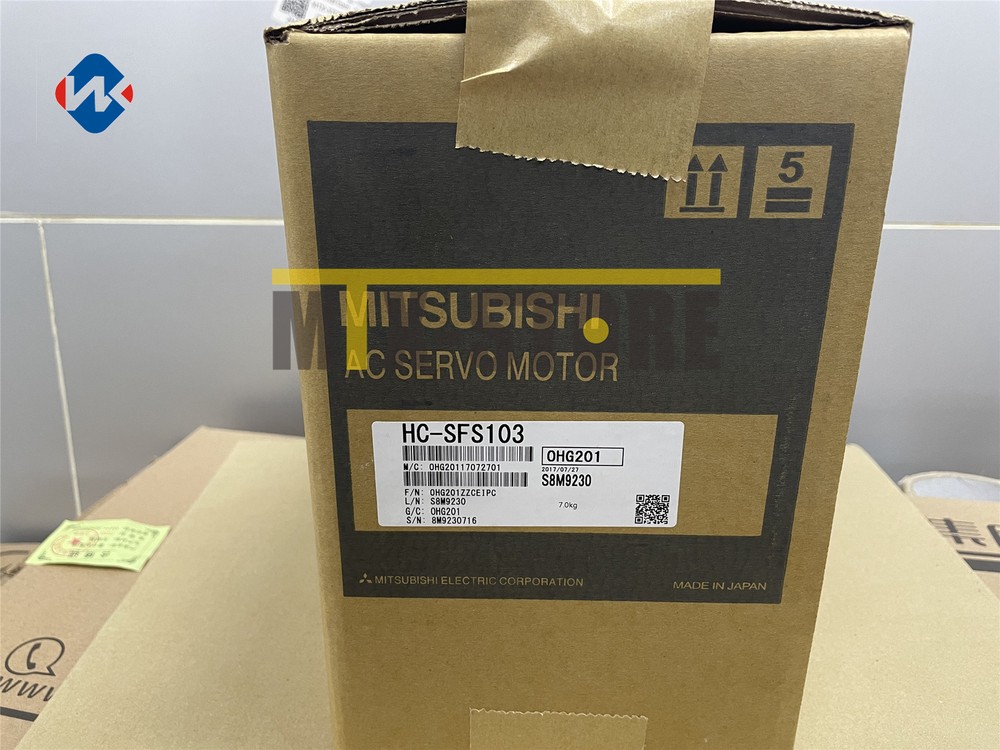 5
MITSUBISHI
AC SERVO MOTOR
HC-SFS103
M/C: OHG20117072701
OHG201
2017/07/27
S8M9230
F/N: OHG201ZZCEIPC
L/N: S8M9230
G/C: OHG201
S/N: 8M9230716
7.0kg
MITSUBISHI ELECTRIC CORPORATION
MADE IN JAPAN
WWW